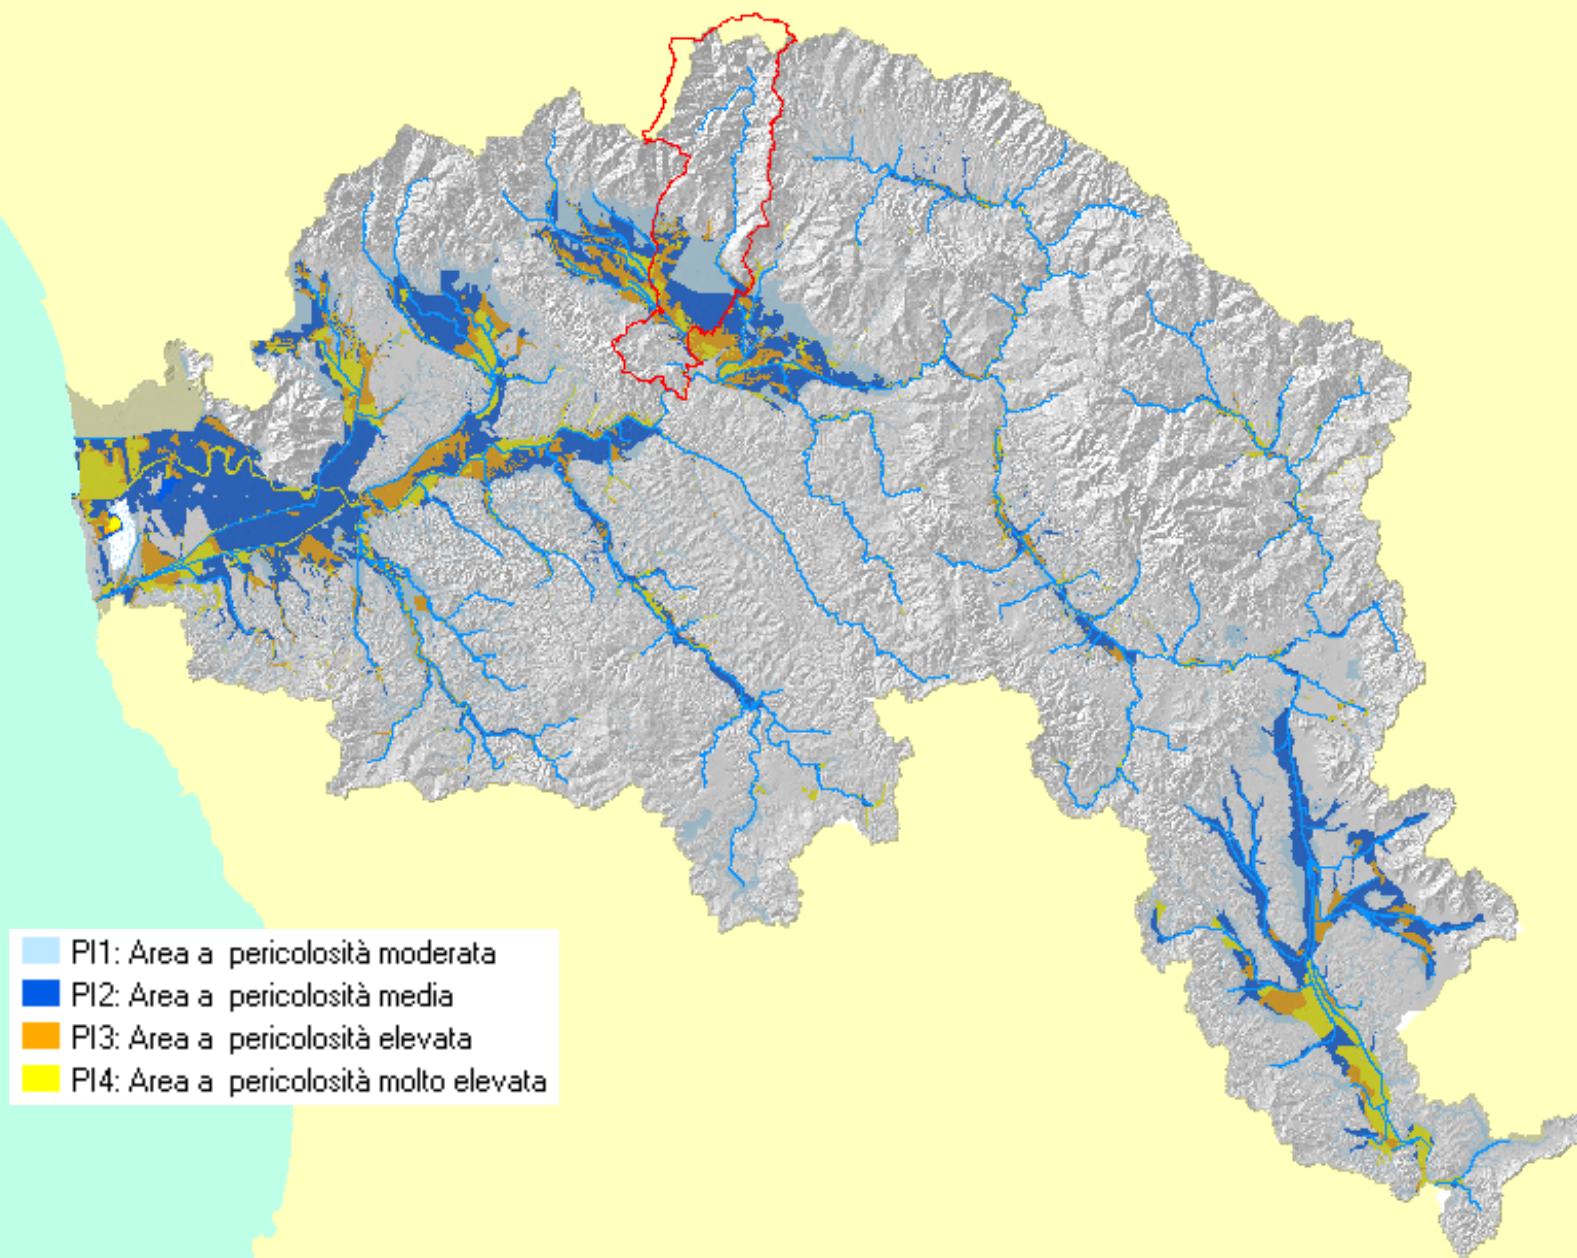 PI1: Area a pericolosità moderata
PI2: Area a pericolosità media
PI3: Area a pericolosità elevata
PI4: Area a pericolosità molto elevata